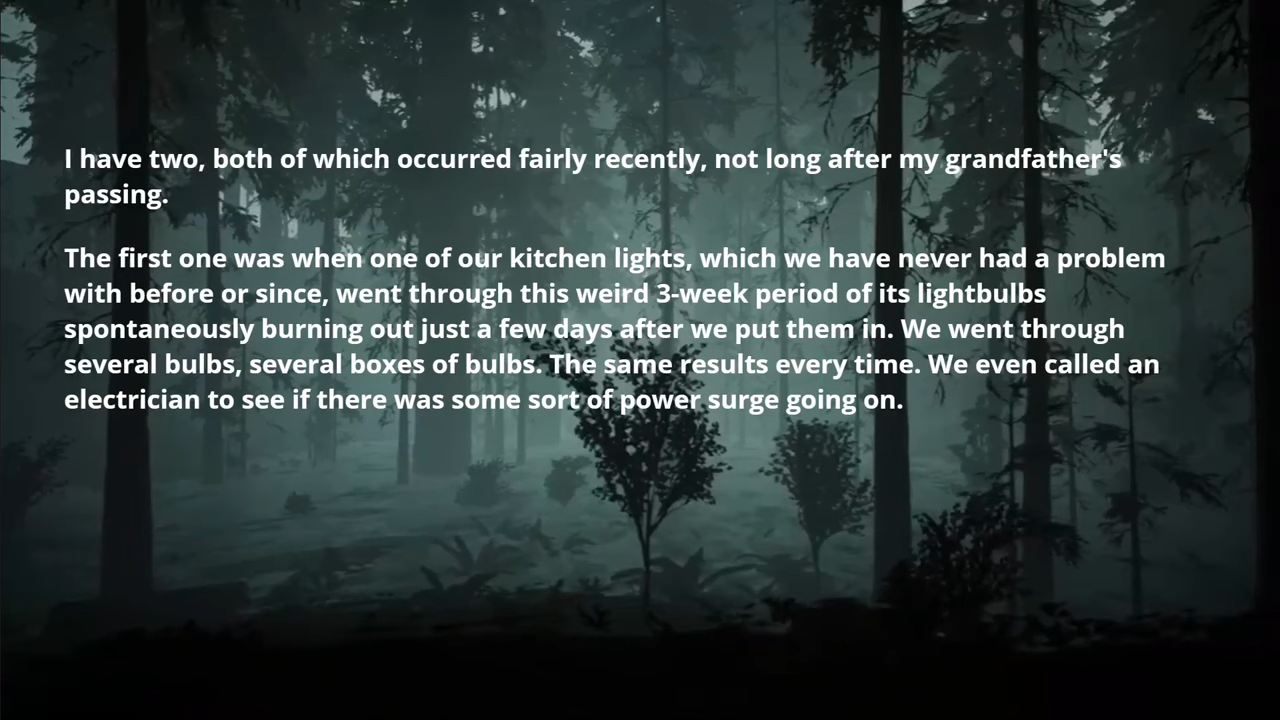 I have two, both of which occurred fairly recently, not long after my grandfather's
passing.
The first one was when one of our kitchen lights, which we have never had a problem
with before or since, went through this weird 3-week period of its lightbulbs
spontaneously burning out just a few days after we put them in. We went through
several bulbs, several boxes of bulbs. The same results every time. We even called an
electrician to see if there was some sort of power surge going on.